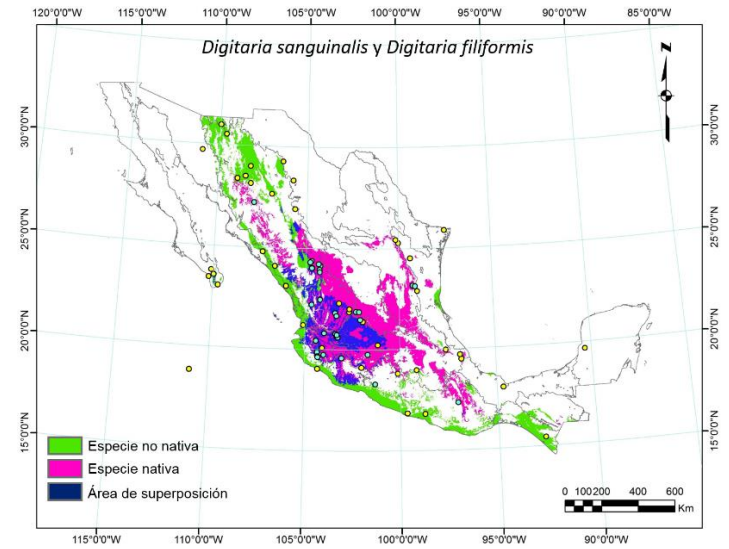 120°0'0"W 115°0'0"W 110°0'0"W 105°0'0"W 100°0'0"W 95°0'0"W 90°0'0"W 85°0'0"W
Digitaria sanguinalis y Digitaria filiformis
N
30°0'0"N 30°0'0"N
25°0'0"N 25°0'0"N
20°0'0"N 20°0'0"N
15°0'0"N 15°0'0"N
Especie no nativa
Especie nativa
Área de superposición
0 100 200 400 600
Km
115°0'0"W 110°0'0"W 105°0'0"W 100°0'0"W 95°0'0"W 90°0'0"W